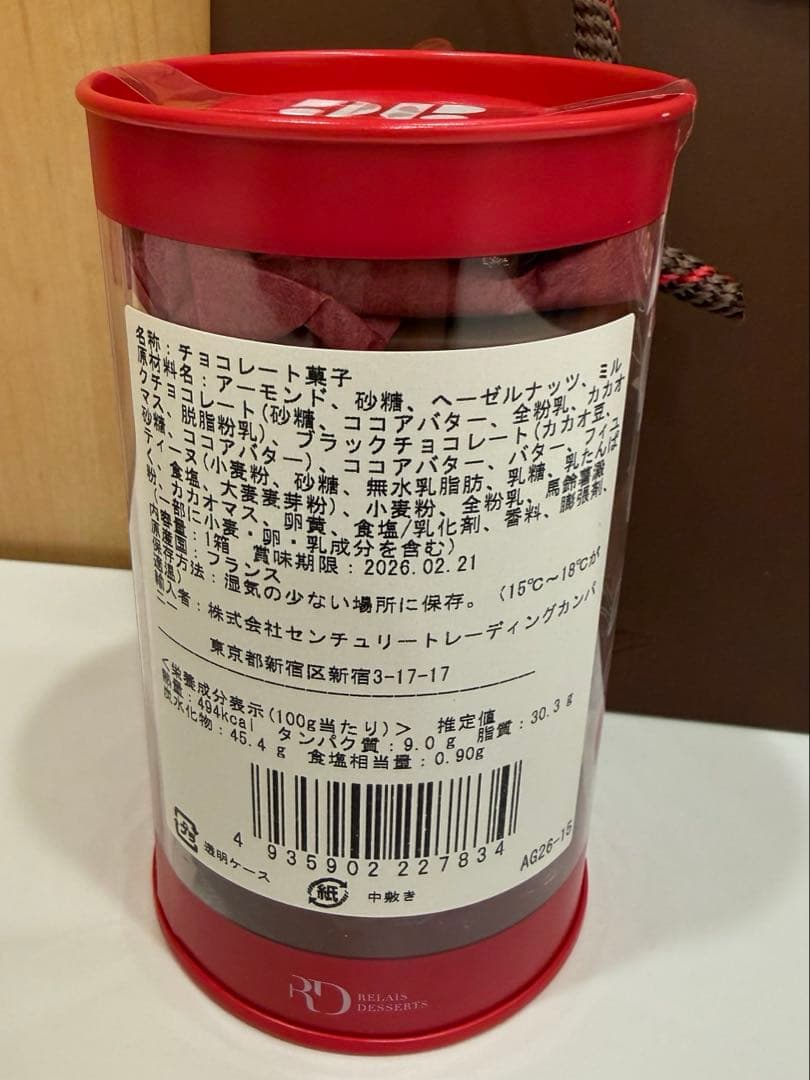 名称：チョコレート菓子
原材料名：アーモンド、砂糖、ヘーゼルナッツ、ミル
クチョコレート(砂糖、ココアバター、全粉乳、カカオ
マス、脱脂粉乳)、ブラックチョコレート(カカオ豆、
砂糖、ココアバター)、ココアバター、バター、フィユ
ティーヌ(小麦粉、砂糖、無水乳脂肪、乳糖、乳たんぱ
く、食塩、大麦麦芽粉)、小麦粉、全粉乳、馬鈴薯澱
粉、カカオマス、卵黄、食塩/乳化剤、香料、膨張剤、
(一部に小麦・卵・乳成分を含む)
内容量：1箱　賞味期限：2026.02.21
原産国：フランス
保存方法：湿気の少ない場所に保存。（15℃～18℃が
適温)
輸入者：株式会社センチュリートレーディングカンパ
ニー
東京都新宿区新宿3-17-17
<栄養成分表示(100g当たり)>　推定値
熱量：494kcal　タンパク質：9.0 g　脂質：30.3 g
炭水化物：45.4 g　食塩相当量：0.90g
4 935902 227834
プラ 透明ケース
紙 中敷き
AG26-15
RD RELAIS
DESSERTS